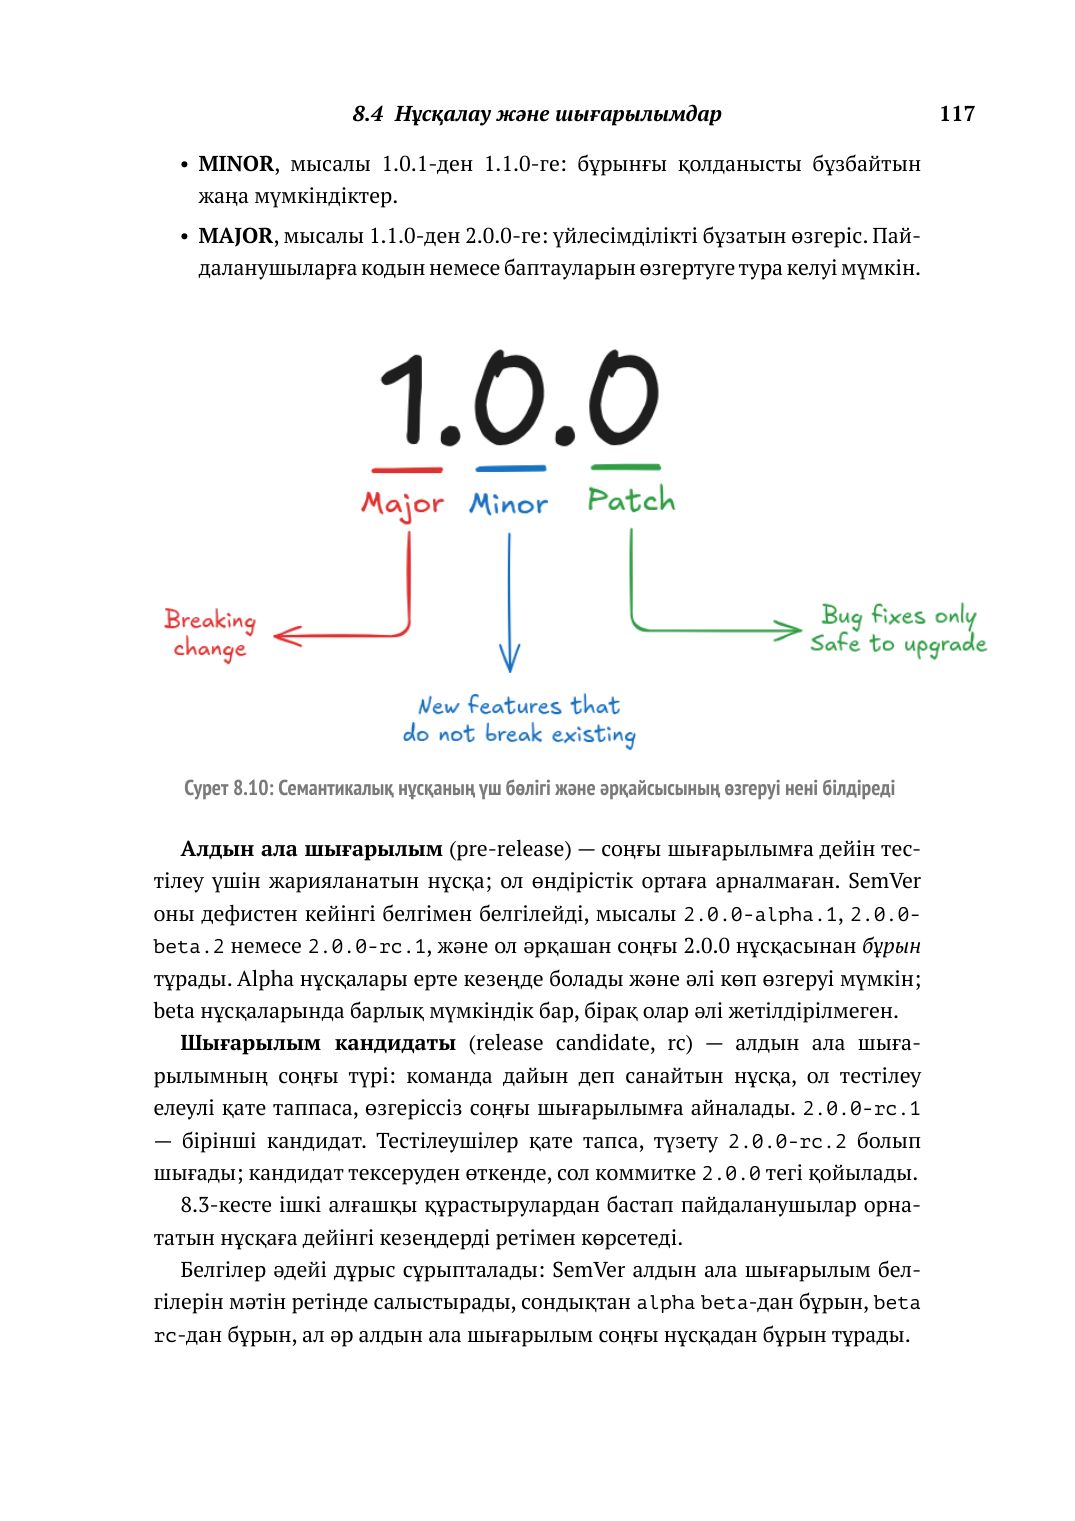 8.4 Нұсқалау және шығарылымдар 117
• MINOR, мысалы 1.0.1-ден 1.1.0-ге: бұрынғы қолданысты бұзбайтын
жаңа мүмкіндіктер.
• MAJOR, мысалы 1.1.0-ден 2.0.0-ге: үйлесімділікті бұзатын өзгеріс. Пай-
даланушыларға кодын немесе баптауларын өзгертуге тура келуі мүмкін.
1.0.0
Major Minor Patch
Breaking
change
Bug fixes only
Safe to upgrade
New features that
do not break existing
Сурет 8.10: Семантикалық нұсқаның үш бөлігі және әрқайсысының өзгеруі нені білдіреді
Алдын ала шығарылым (pre-release) — соңғы шығарылымға дейін тес-
тілеу үшін жарияланатын нұсқа; ол өндірістік ортаға арналмаған. SemVer
оны дефистен кейінгі белгімен белгілейді, мысалы 2.0.0-alpha.1, 2.0.0-
beta.2 немесе 2.0.0-rc.1, және ол әрқашан соңғы 2.0.0 нұсқасынан бұрын
тұрады. Alpha нұсқалары ерте кезеңде болады және әлі көп өзгеруі мүмкін;
beta нұсқаларында барлық мүмкіндік бар, бірақ олар әлі жетілдірілмеген.
Шығарылым кандидаты (release candidate, rc) — алдын ала шыға-
рылымның соңғы түрі: команда дайын деп санайтын нұсқа, ол тестілеу
елеулі қате таппаса, өзгеріссіз соңғы шығарылымға айналады. 2.0.0-rc.1
— бірінші кандидат. Тестілеушілер қате тапса, түзету 2.0.0-rc.2 болып
шығады; кандидат тексеруден өткенде, сол коммитке 2.0.0 тегі қойылады.
8.3-кесте ішкі алғашқы құрастырулардан бастап пайдаланушылар орна-
татын нұсқаға дейінгі кезеңдерді ретімен көрсетеді.
Белгілер әдейі дұрыс сұрыпталады: SemVer алдын ала шығарылым бел-
гілерін мәтін ретінде салыстырады, сондықтан alpha beta-дан бұрын, beta
rc-дан бұрын, ал әр алдын ала шығарылым соңғы нұсқадан бұрын тұрады.